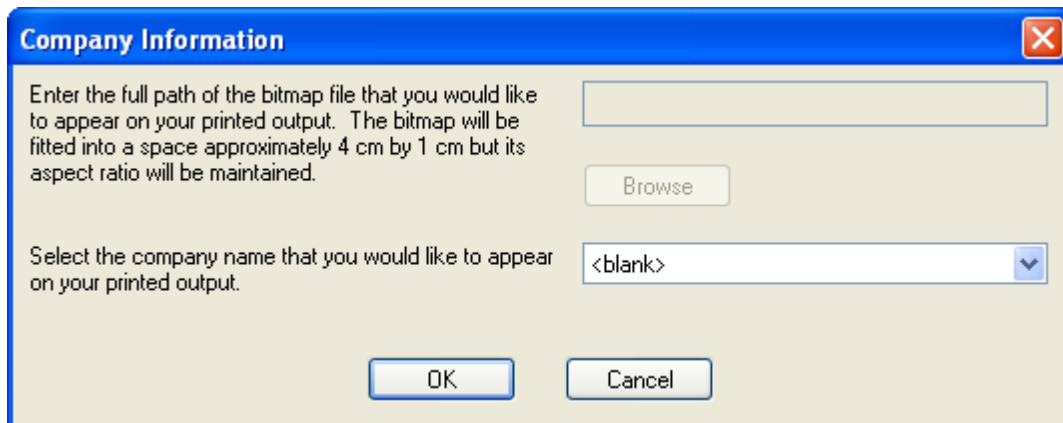 Company Information
Enter the full path of the bitmap file that you would like
to appear on your printed output.  The bitmap will be
fitted into a space approximately 4 cm by 1 cm but its
aspect ratio will be maintained.
Browse
Select the company name that you would like to appear
on your printed output.
<blank>
OK
Cancel